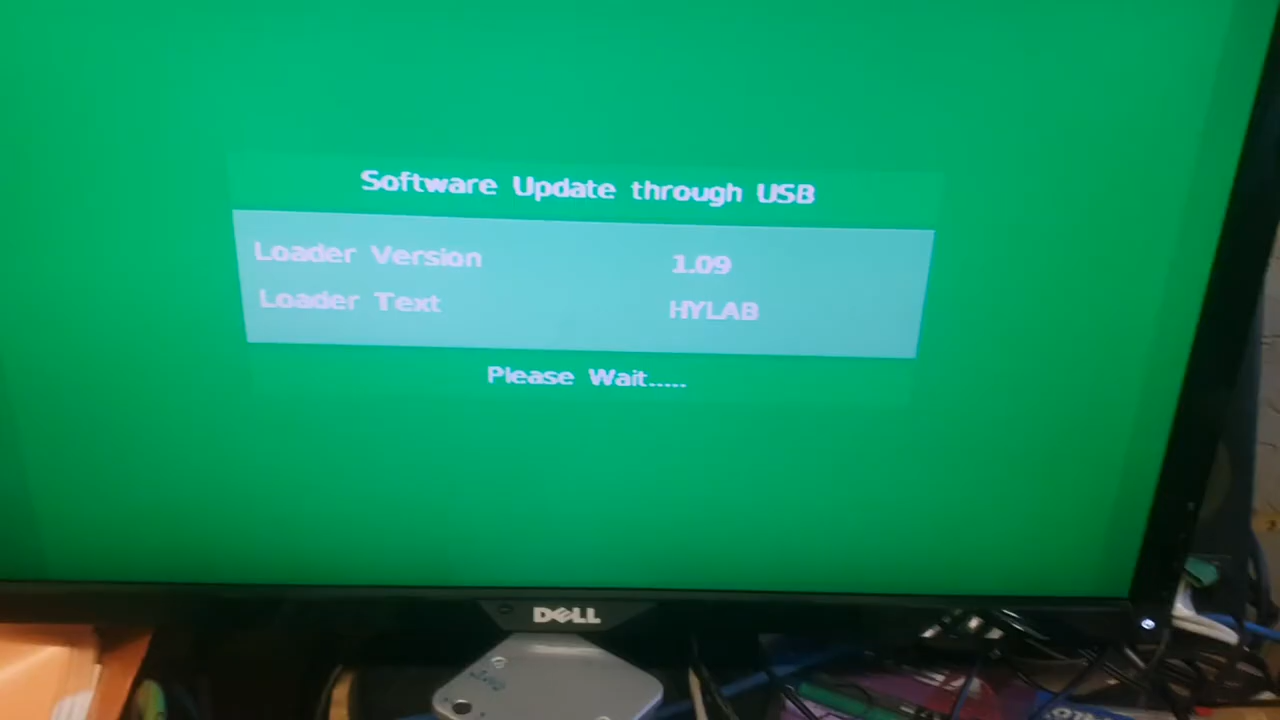 Software Update through USB
Loader Version 1.09
Loader Text HYLAB
Please Wait.....
DELL